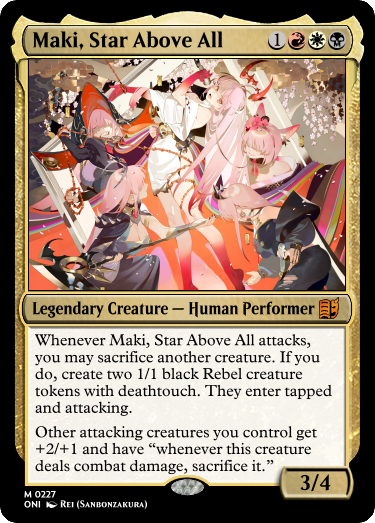 Maki, Star Above All 1
Legendary Creature — Human Performer
Whenever Maki, Star Above All attacks,
you may sacrifice another creature. If you
do, create two 1/1 black Rebel creature
tokens with deathtouch. They enter tapped
and attacking.
Other attacking creatures you control get
+2/+1 and have “whenever this creature
deals combat damage, sacrifice it.”
3/4
M 0227
ONI Rei (Sanbonzakura)